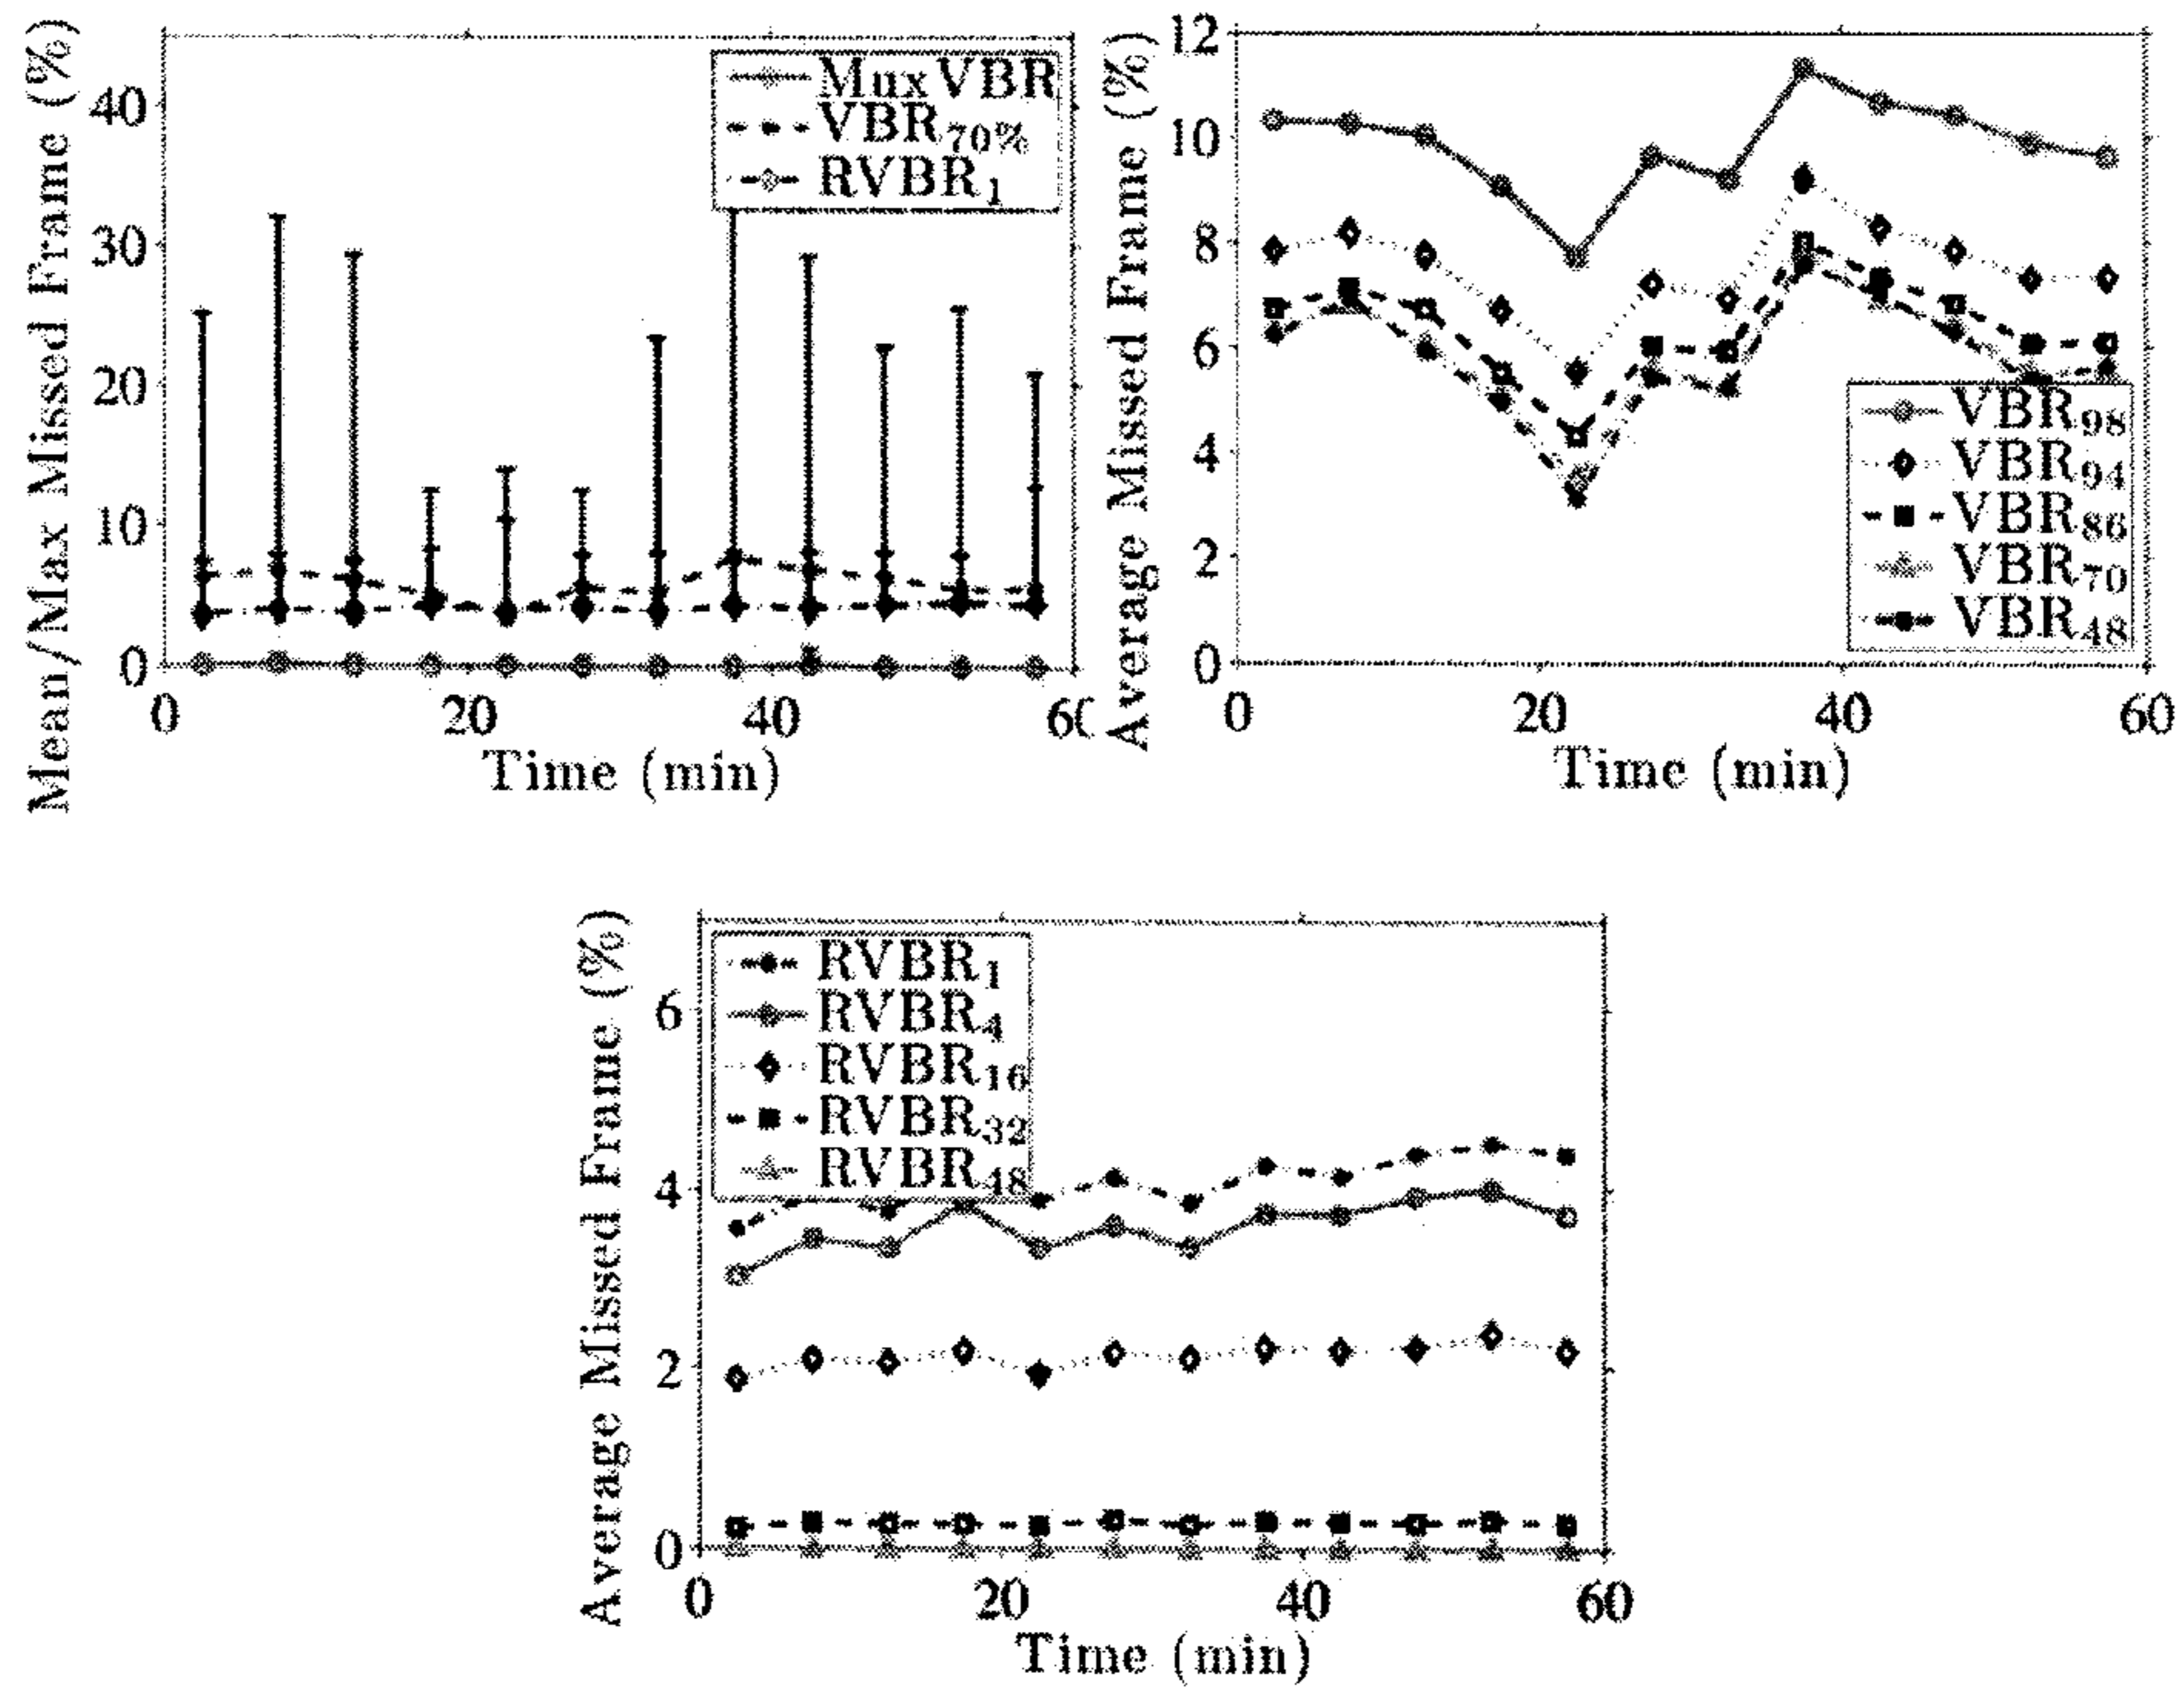 Mean/Max Missed Frame (%)
40
30
20
10
0
0 20 40
Time (min)
MuxVBR
VBR70%
RVBR1
Average Missed Frame (%)
12
10
8
6
4
2
0
0 20 40 60
Time (min)
VBR98
VBR94
VBR86
VBR70
VBR48
Average Missed Frame (%)
6
4
2
0
0 20 40 60
Time (min)
RVBR1
RVBR4
RVBR16
RVBR32
RVBR48